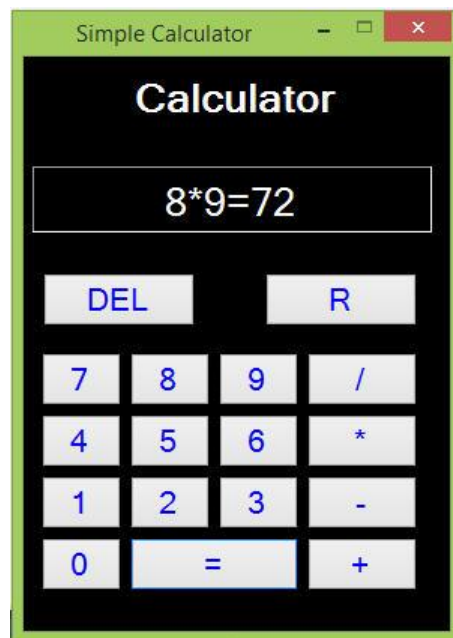 Simple Calculator
Calculator
8*9=72
DEL R
7 8 9 /
4 5 6 *
1 2 3 -
0 = +